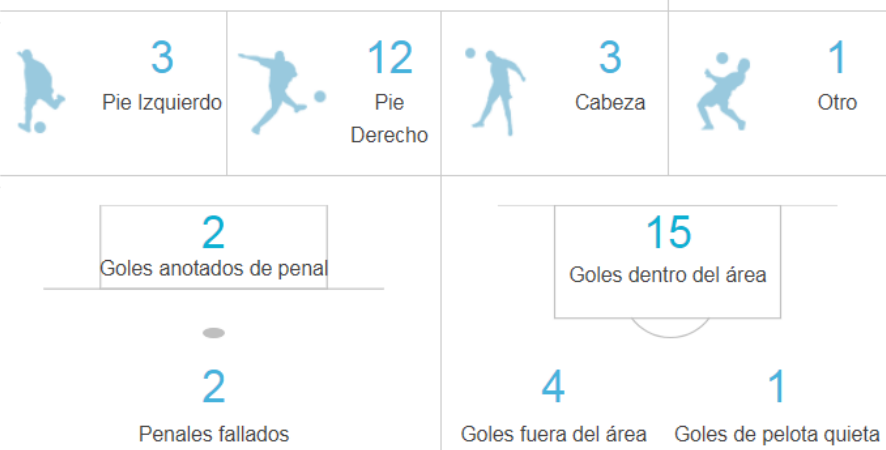 3
Pie Izquierdo
12
Pie
Derecho
3
Cabeza
1
Otro
2
Goles anotados de penal
2
Penales fallados
15
Goles dentro del área
4
Goles fuera del área
1
Goles de pelota quieta